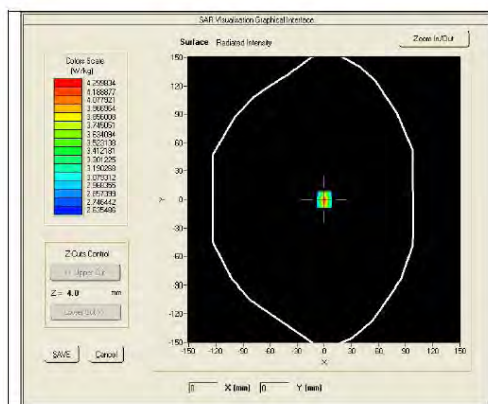 SAR Visualisation Graphical Interface
Surface Radiated Intensity
Zoom In/Out
Colors Scale
(W/kg)
4.299834
4.188877
4.077921
3.966964
3.856008
3.745051
3.634094
3.523138
3.412181
3.301225
3.190268
3.079312
2.968355
2.857399
2.746442
2.635486
150
120
90
60
30
0
-30
-60
-90
-120
-150
Y
-150 -120 -90 -60 -30 0 30 60 90 120 150
X
Z Cuts Control
Upper Cut
Z = 4.0 mm
Lower Cut
SAVE
Cancel
0 X (mm) 0 Y (mm)